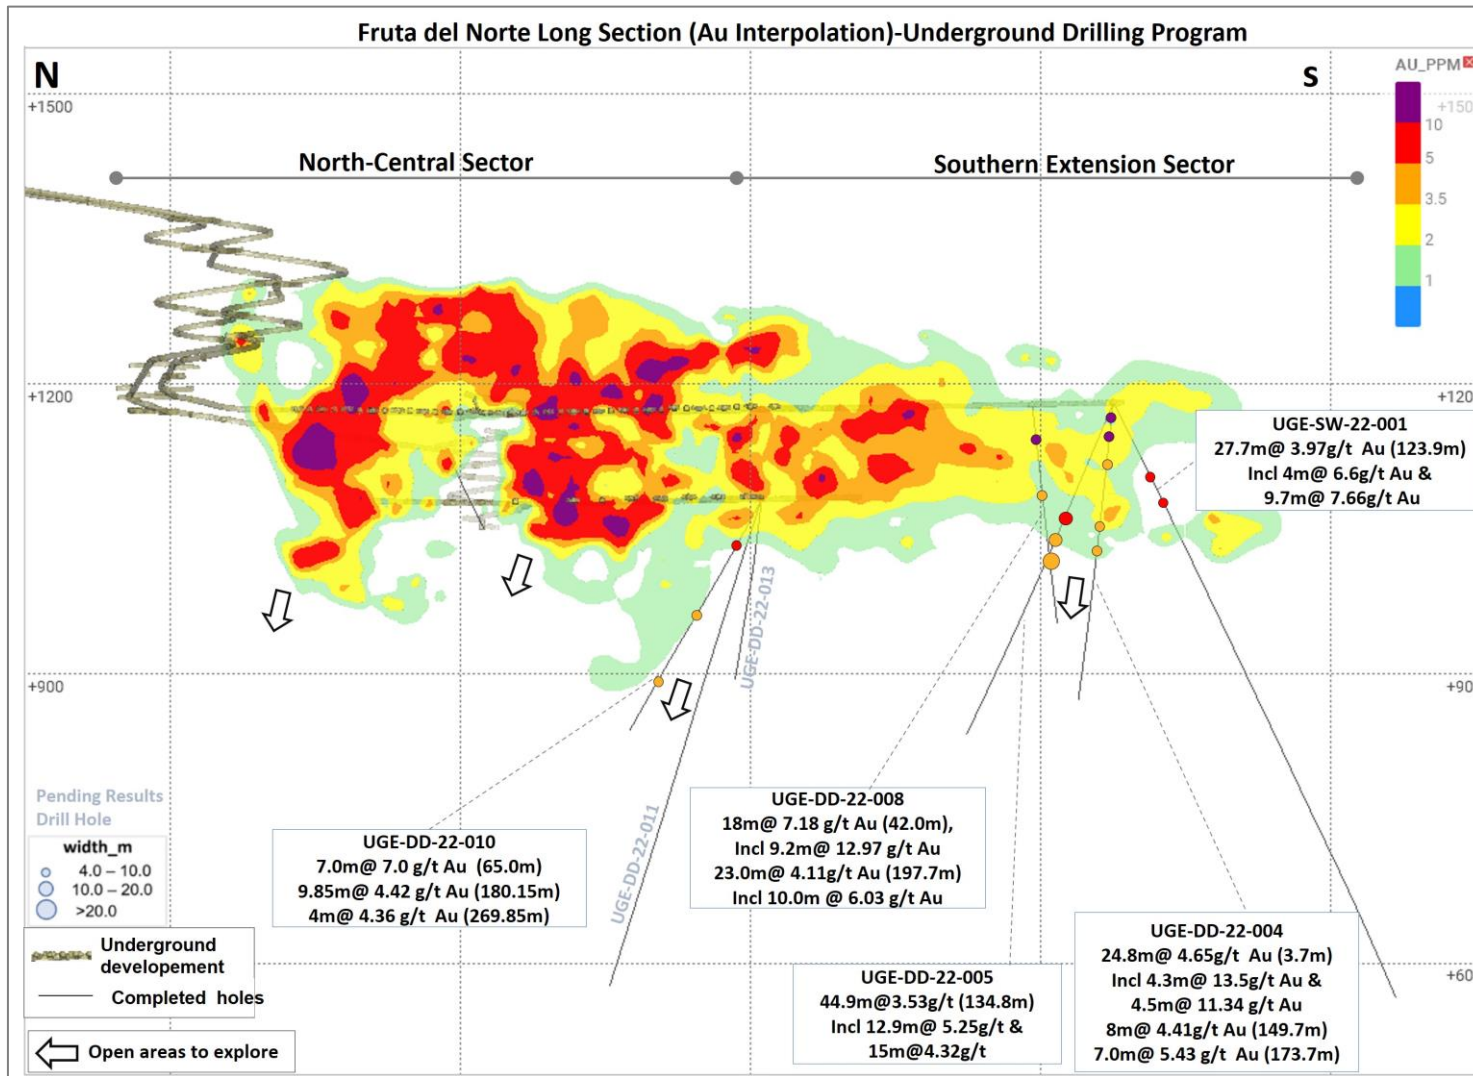 Fruta del Norte Long Section (Au Interpolation)-Underground Drilling Program
N
S
AU_PPM
+1500
+150
10
5
3.5
2
1
North-Central Sector
Southern Extension Sector
+1200
+120
UGE-SW-22-001
27.7m@ 3.97g/t Au (123.9m)
Incl 4m@ 6.6g/t Au &
9.7m@ 7.66g/t Au
UGE-DD-22-013
+900
+90
UGE-DD-22-011
Pending Results
Drill Hole
width_m
4.0 – 10.0
10.0 – 20.0
>20.0
UGE-DD-22-010
7.0m@ 7.0 g/t Au (65.0m)
9.85m@ 4.42 g/t Au (180.15m)
4m@ 4.36 g/t Au (269.85m)
UGE-DD-22-008
18m@ 7.18 g/t Au (42.0m),
Incl 9.2m@ 12.97 g/t Au
23.0m@ 4.11g/t Au (197.7m)
Incl 10.0m @ 6.03 g/t Au
UGE-DD-22-005
44.9m@3.53g/t (134.8m)
Incl 12.9m@ 5.25g/t &
15m@4.32g/t
UGE-DD-22-004
24.8m@ 4.65g/t Au (3.7m)
Incl 4.3m@ 13.5g/t Au &
4.5m@ 11.34 g/t Au
8m@ 4.41g/t Au (149.7m)
7.0m@ 5.43 g/t Au (173.7m)
+60
Underground
developement
Completed holes
Open areas to explore